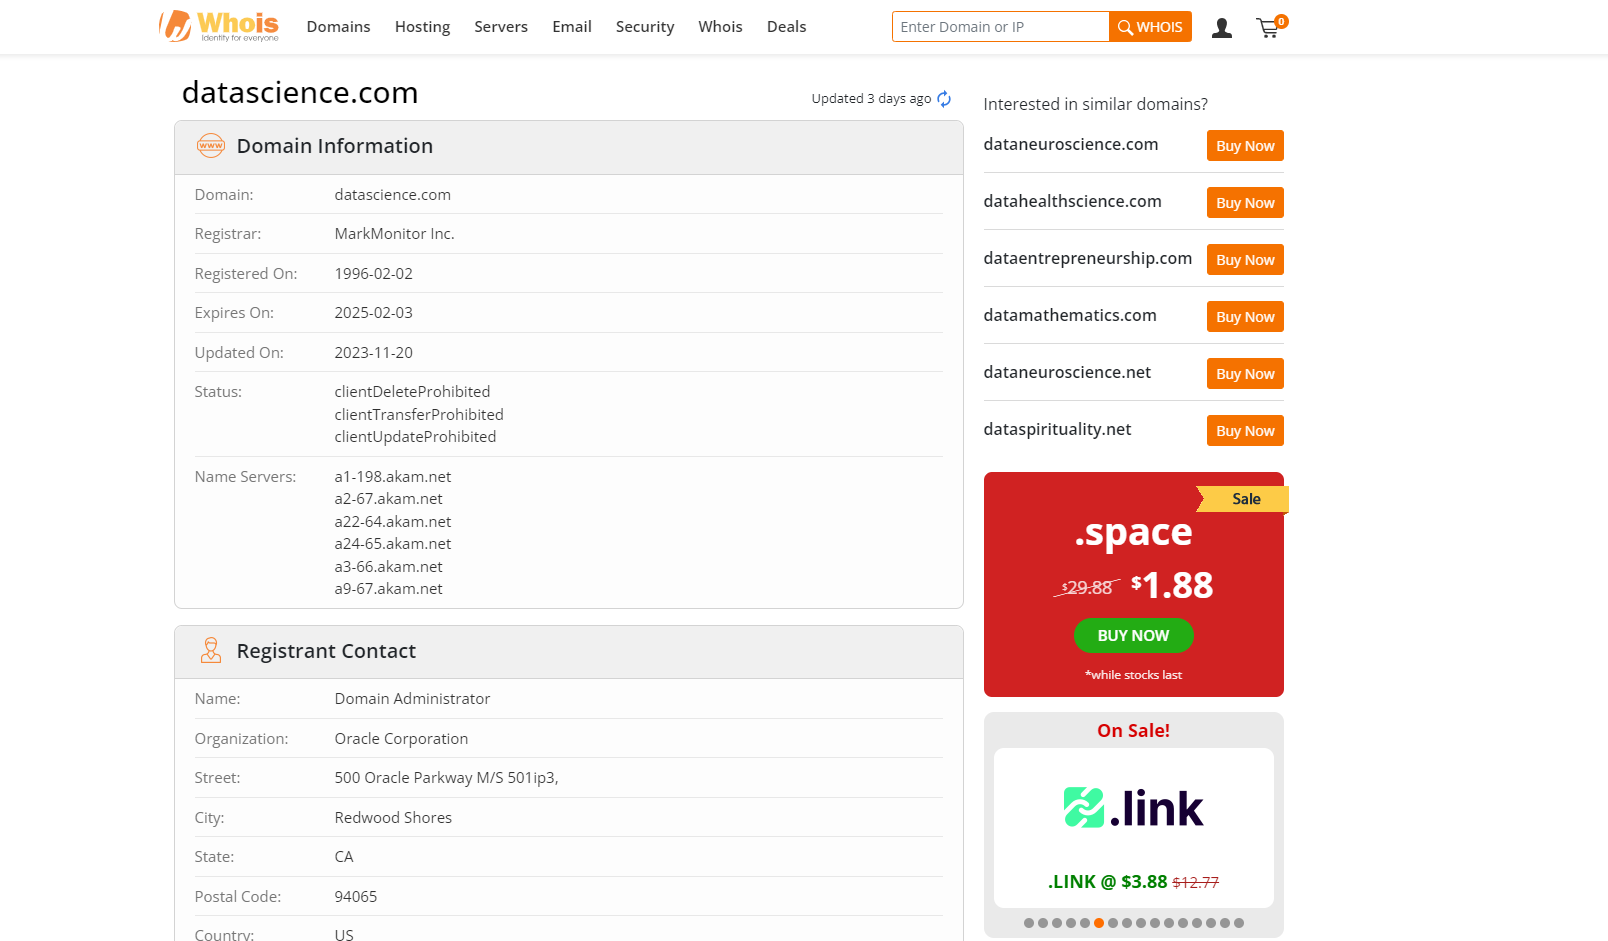 Whois
Identity for everyone
Domains
Hosting
Servers
Email
Security
Whois
Deals
Enter Domain or IP
WHOIS
0
datascience.com
Updated 3 days ago
www
Domain Information
Domain: datascience.com
Registrar: MarkMonitor Inc.
Registered On: 1996-02-02
Expires On: 2025-02-03
Updated On: 2023-11-20
Status: clientDeleteProhibited
clientTransferProhibited
clientUpdateProhibited
Name Servers: a1-198.akam.net
a2-67.akam.net
a22-64.akam.net
a24-65.akam.net
a3-66.akam.net
a9-67.akam.net
Registrant Contact
Name: Domain Administrator
Organization: Oracle Corporation
Street: 500 Oracle Parkway M/S 501ip3,
City: Redwood Shores
State: CA
Postal Code: 94065
Country: US
Interested in similar domains?
dataneuroscience.com Buy Now
datahealthscience.com Buy Now
dataentrepreneurship.com Buy Now
datamathematics.com Buy Now
dataneuroscience.net Buy Now
dataspirituality.net Buy Now
Sale
.space
$29.88 $1.88
BUY NOW
*while stocks last
On Sale!
.link
.LINK @ $3.88 $12.77